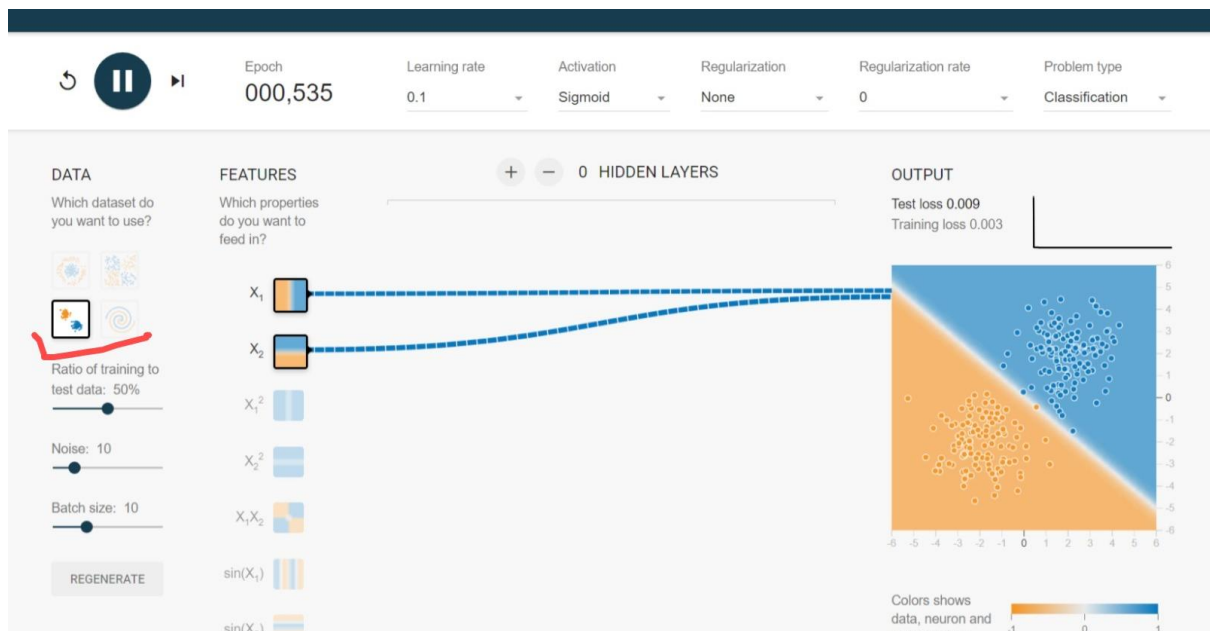 Epoch
000,535
Learning rate
0.1
Activation
Sigmoid
Regularization
None
Regularization rate
0
Problem type
Classification
DATA
Which dataset do
you want to use?
Ratio of training to
test data: 50%
Noise: 10
Batch size: 10
REGENERATE
FEATURES
Which properties
do you want to
feed in?
X₁
X₂
X₁²
X₂²
X₁X₂
sin(X₁)
sin(X₂)
+ − 0 HIDDEN LAYERS
OUTPUT
Test loss 0.009
Training loss 0.003
6
5
4
3
2
1
0
-1
-2
-3
-4
-5
-6
-6 -5 -4 -3 -2 -1 0 1 2 3 4 5 6
Colors shows
data, neuron and
-1 0 1